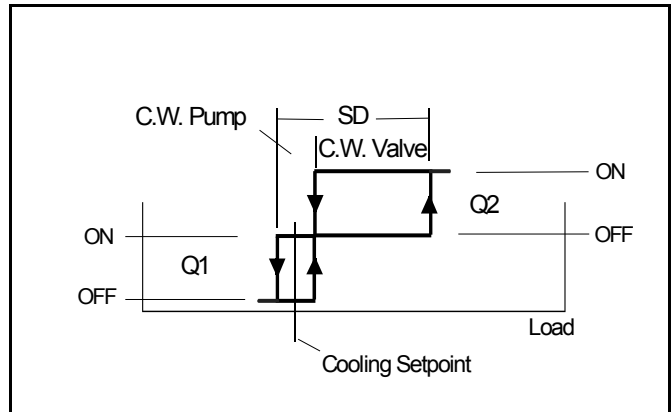 SD
C.W. Pump
C.W. Valve
ON
Q2
ON
OFF
Q1
OFF
Load
Cooling Setpoint